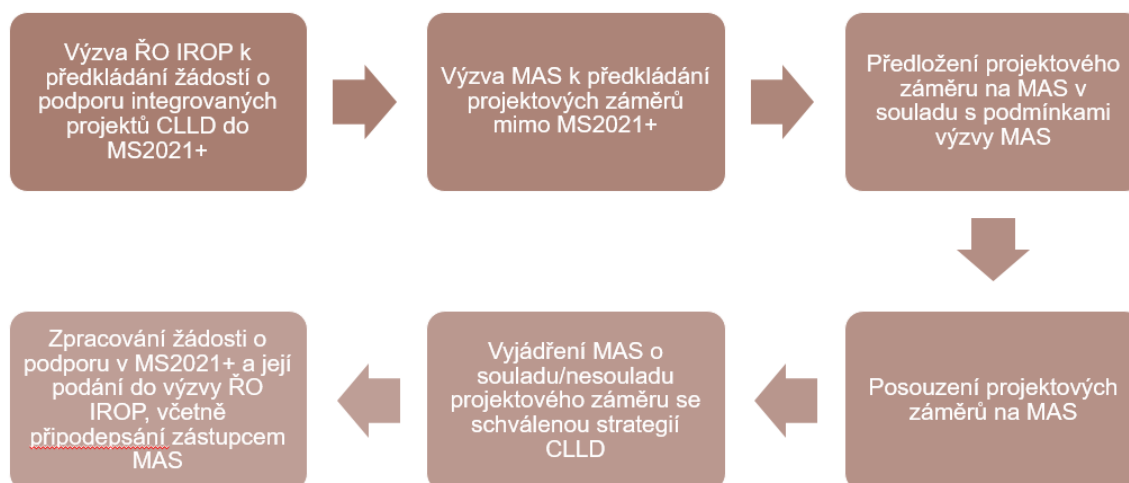 Výzva ŘO IROP k
předkládání žádostí o
podporu integrovaných
projektů CLLD do
MS2021+
Výzva MAS k předkládání
projektových záměrů
mimo MS2021+
Předložení projektového
záměru na MAS v
souladu s podmínkami
výzvy MAS
Posouzení projektových
záměrů na MAS
Vyjádření MAS o
souladu/nesouladu
projektového záměru se
schválenou strategií
CLLD
Zpracování žádosti o
podporu v MS2021+ a její
podání do výzvy ŘO
IROP, včetně
připodepsání zástupcem
MAS